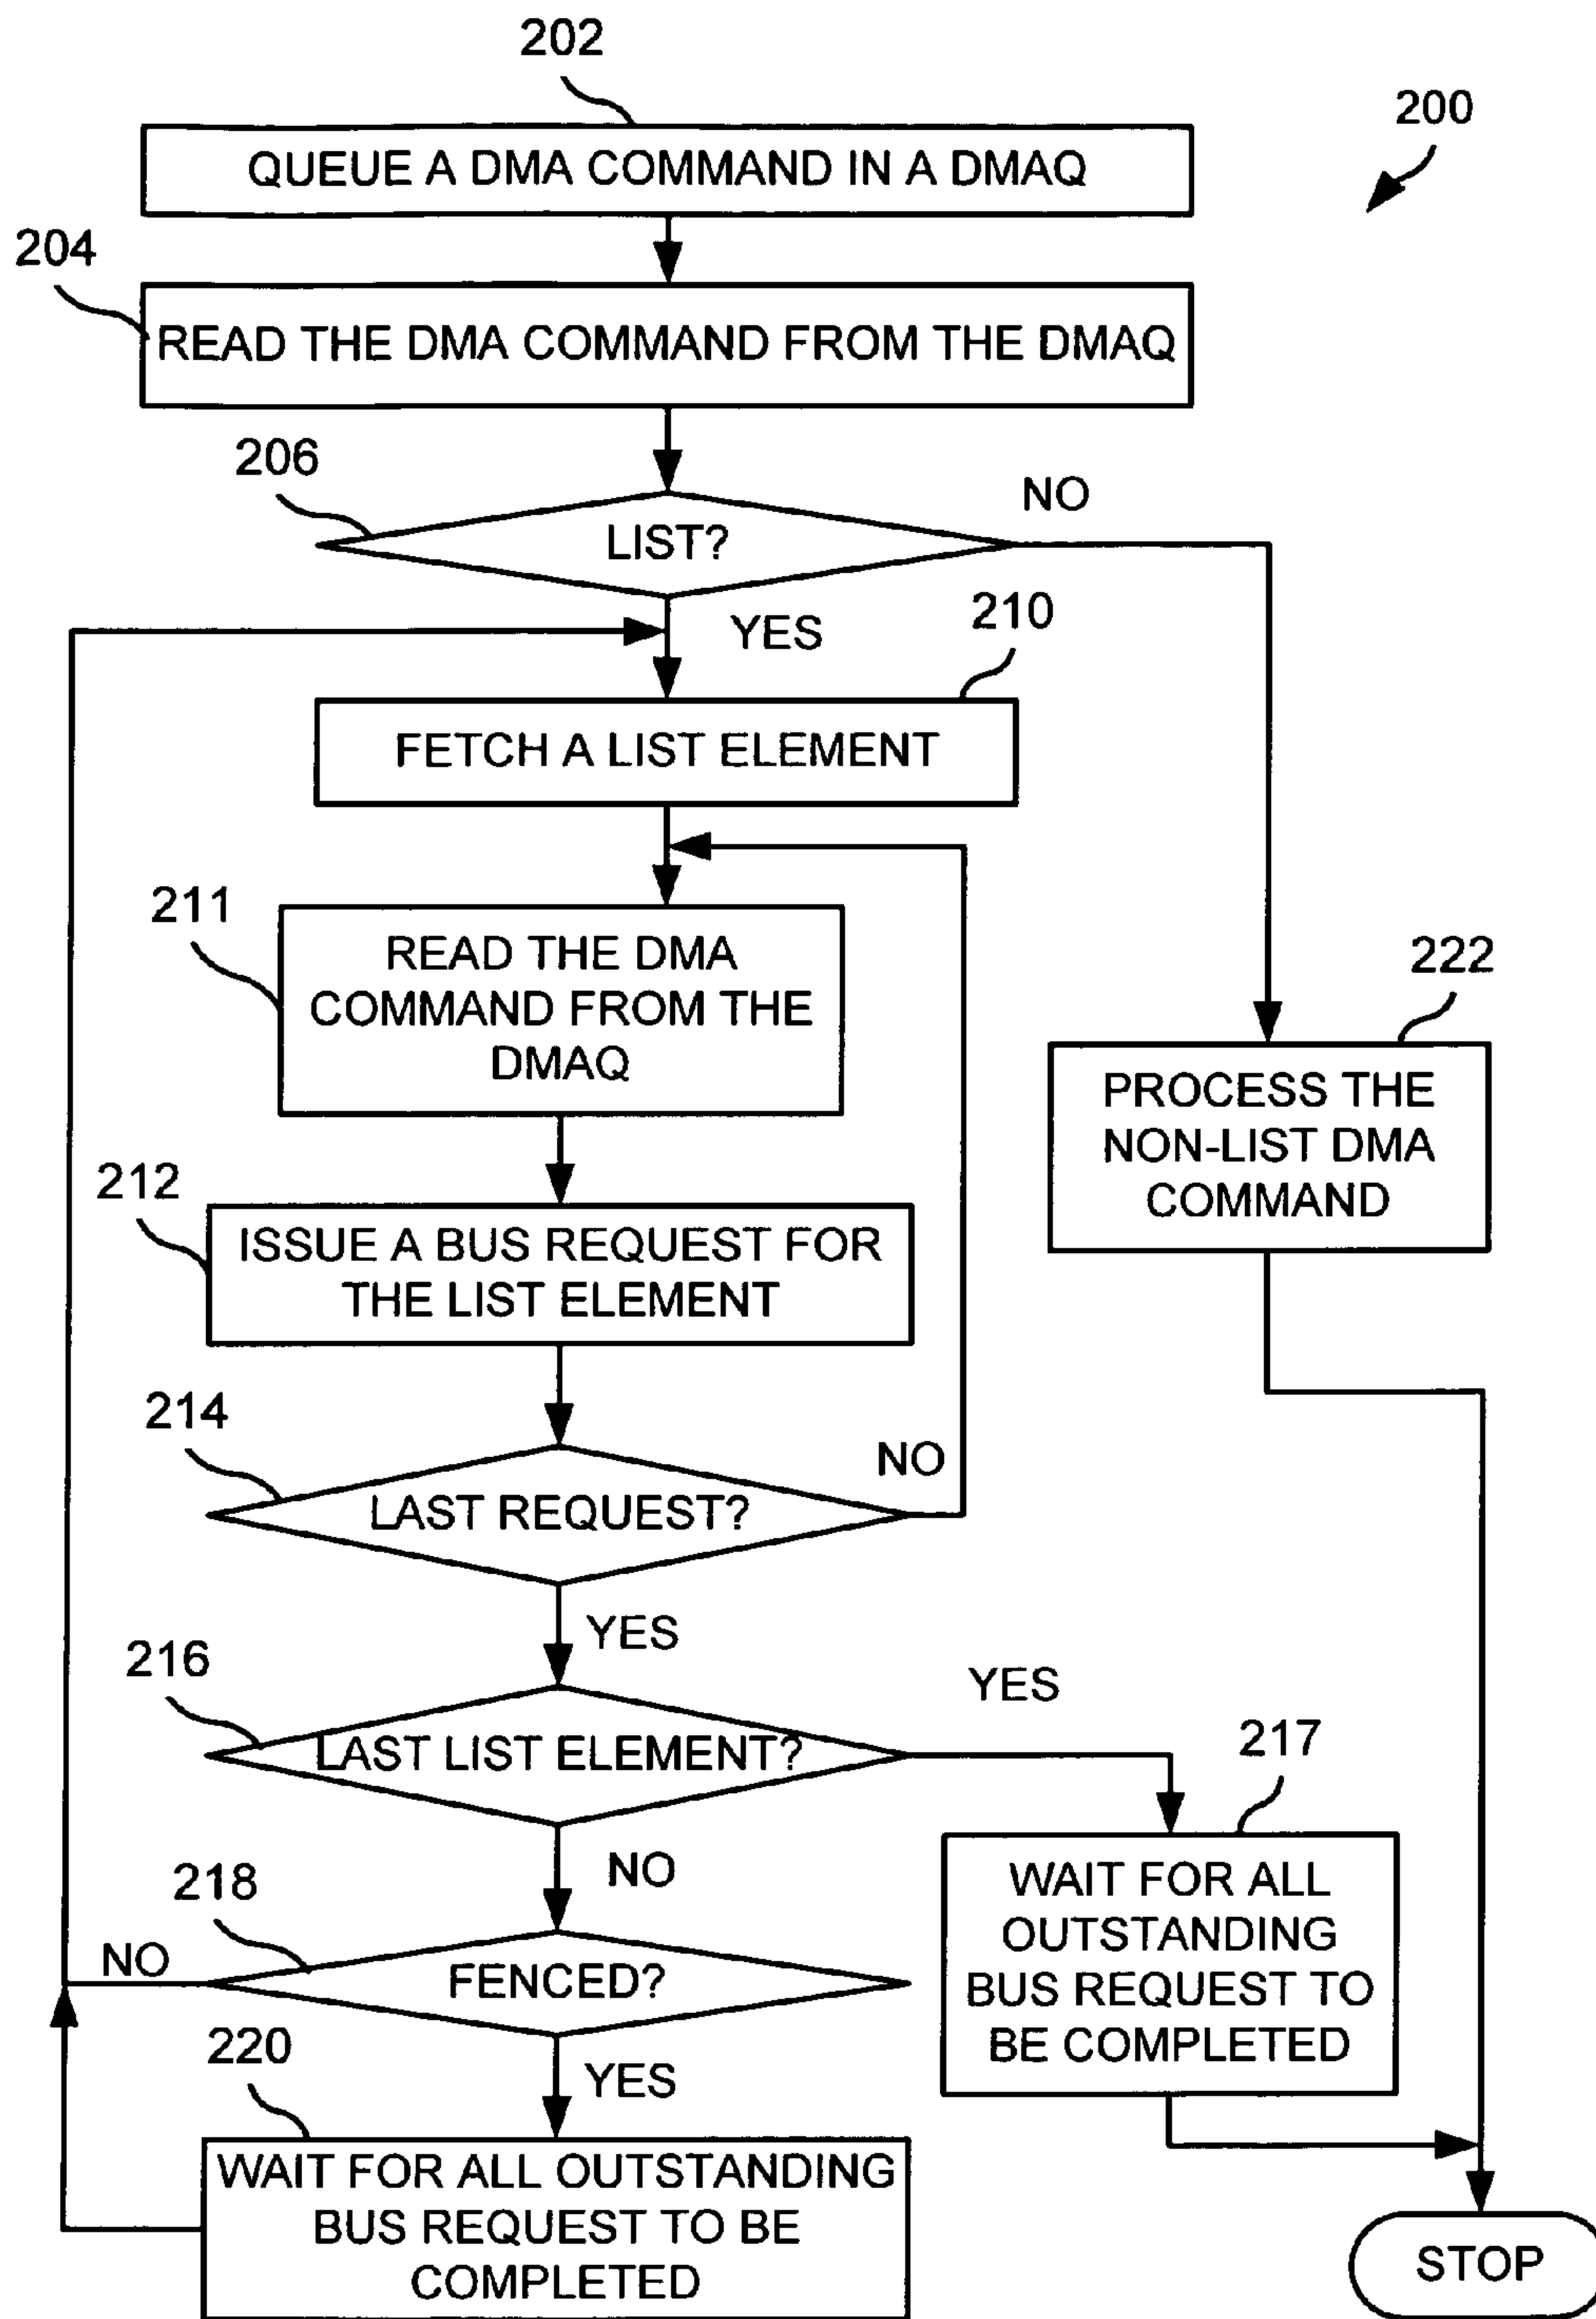 202
200
QUEUE A DMA COMMAND IN A DMAQ
204
READ THE DMA COMMAND FROM THE DMAQ
206
NO
LIST?
YES
210
FETCH A LIST ELEMENT
211
READ THE DMA
COMMAND FROM THE
DMAQ
222
PROCESS THE
NON-LIST DMA
COMMAND
212
ISSUE A BUS REQUEST FOR
THE LIST ELEMENT
214
NO
LAST REQUEST?
YES
216
YES
LAST LIST ELEMENT?
217
WAIT FOR ALL
OUTSTANDING
BUS REQUEST TO
BE COMPLETED
NO
218
NO
FENCED?
220
YES
WAIT FOR ALL OUTSTANDING
BUS REQUEST TO BE
COMPLETED
STOP